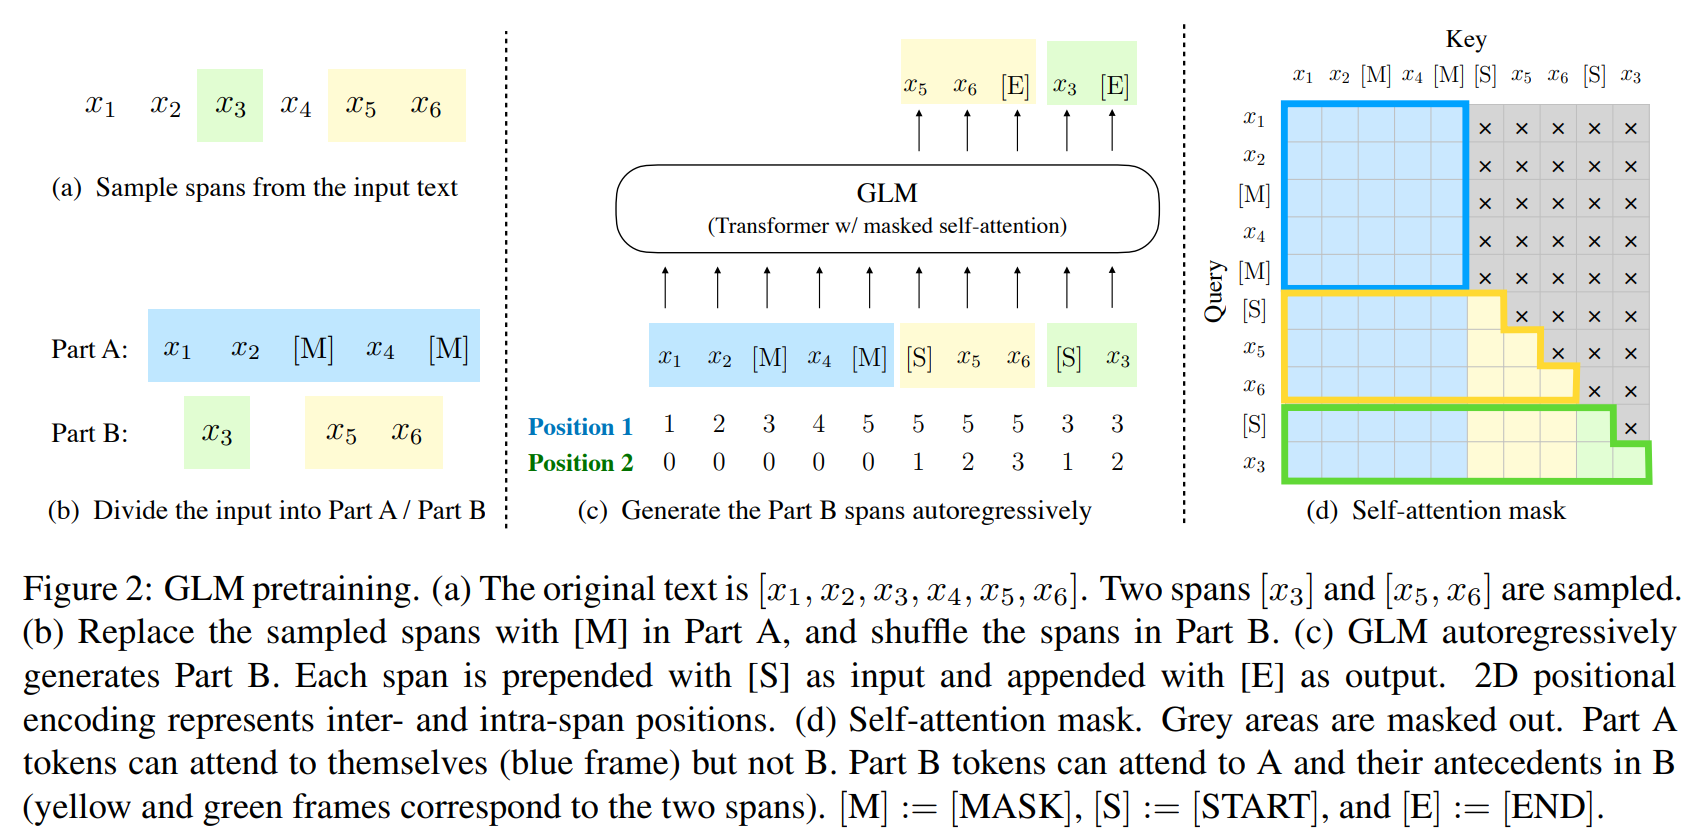 x1 x2 x3 x4 x5 x6
(a) Sample spans from the input text
Part A: x1 x2 [M] x4 [M]
Part B: x3 x5 x6
(b) Divide the input into Part A / Part B
x5 x6 [E] x3 [E]
GLM
(Transformer w/ masked self-attention)
x1 x2 [M] x4 [M] [S] x5 x6 [S] x3
Position 1 1 2 3 4 5 5 5 5 3 3
Position 2 0 0 0 0 0 1 2 3 1 2
(c) Generate the Part B spans autoregressively
Key
x1 x2 [M] x4 [M] [S] x5 x6 [S] x3
Query
x1 × × × × ×
x2 × × × × ×
[M] × × × × ×
x4 × × × × ×
[M] × × × × ×
[S] × × × ×
x5 × × ×
x6 × ×
[S] ×
x3
(d) Self-attention mask
Figure 2: GLM pretraining. (a) The original text is [x1, x2, x3, x4, x5, x6]. Two spans [x3] and [x5, x6] are sampled.
(b) Replace the sampled spans with [M] in Part A, and shuffle the spans in Part B. (c) GLM autoregressively
generates Part B. Each span is prepended with [S] as input and appended with [E] as output. 2D positional
encoding represents inter- and intra-span positions. (d) Self-attention mask. Grey areas are masked out. Part A
tokens can attend to themselves (blue frame) but not B. Part B tokens can attend to A and their antecedents in B
(yellow and green frames correspond to the two spans). [M] := [MASK], [S] := [START], and [E] := [END].